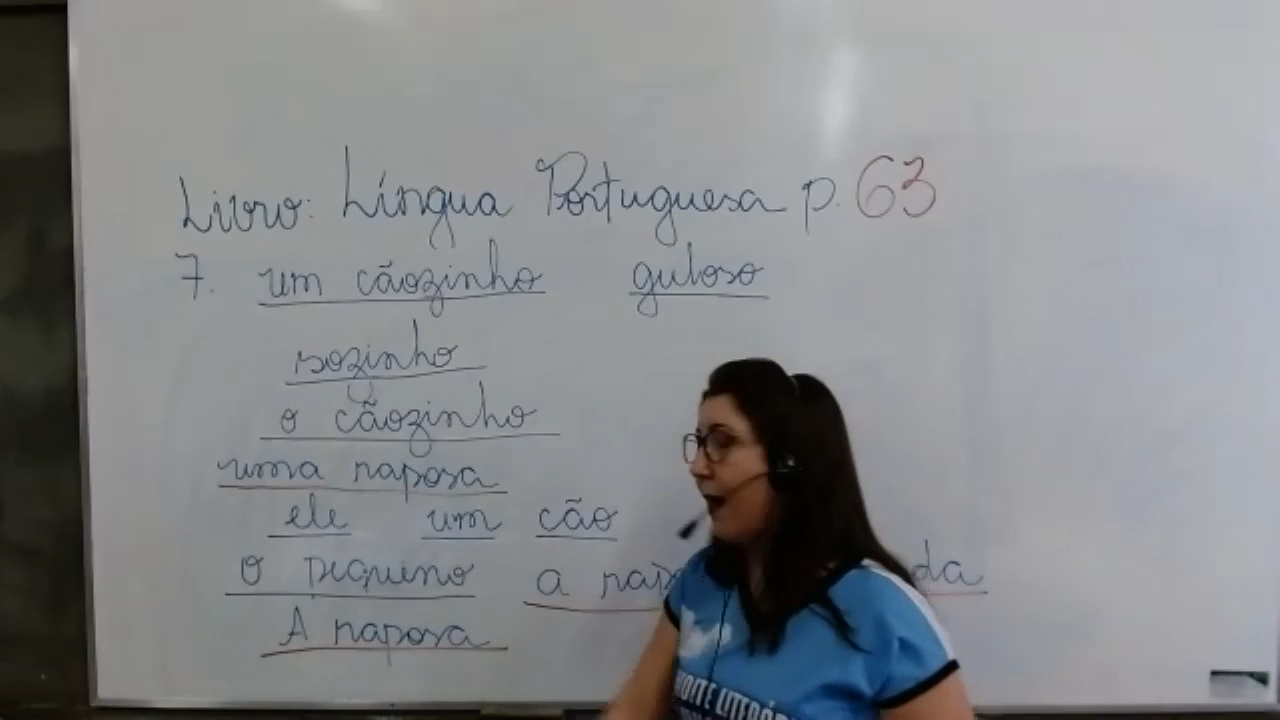 Livro: Língua Portuguesa p. 63
7. um cãozinho guloso
sozinho
o cãozinho
uma raposa
ele um cão
o pequeno a
A raposa